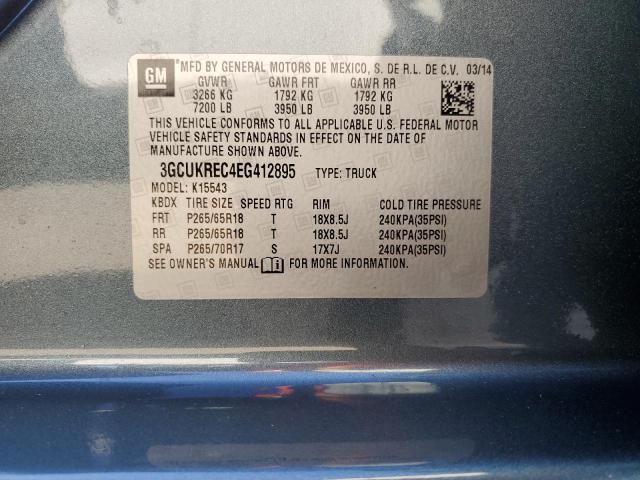 GM
*MFD BY GENERAL MOTORS DE MEXICO, S. DE R.L. DE C.V. 03/14
GVWR GAWR FRT GAWR RR
3266 KG 1792 KG 1792 KG
7200 LB 3950 LB 3950 LB
THIS VEHICLE CONFORMS TO ALL APPLICABLE U.S. FEDERAL MOTOR
VEHICLE SAFETY STANDARDS IN EFFECT ON THE DATE OF
MANUFACTURE SHOWN ABOVE.
3GCUKREC4EG412895 TYPE: TRUCK
MODEL: K15543
KBDX TIRE SIZE SPEED RTG RIM COLD TIRE PRESSURE
FRT P265/65R18 T 18X8.5J 240KPA(35PSI)
RR P265/65R18 T 18X8.5J 240KPA(35PSI)
SPA P265/70R17 S 17X7J 240KPA(35PSI)
SEE OWNER'S MANUAL FOR MORE INFORMATION.